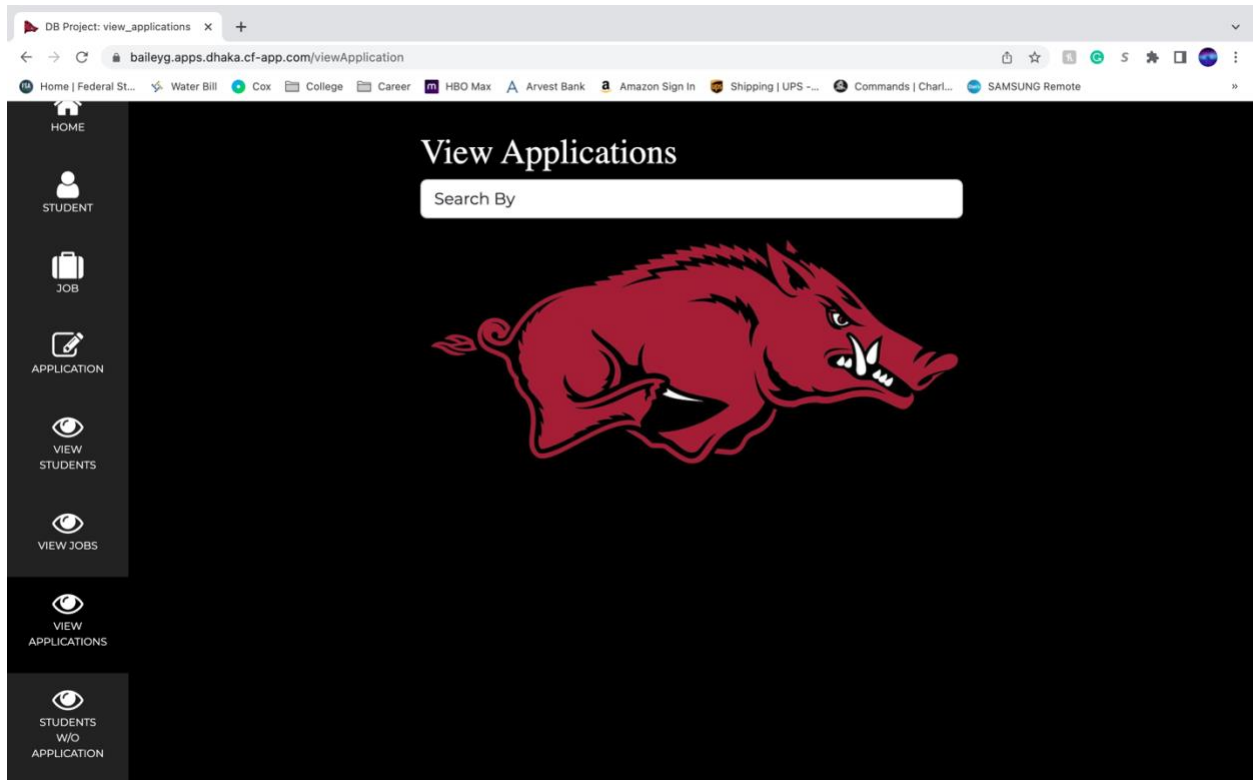 DB Project: view_applications
baileyg.apps.dhaka.cf-app.com/viewApplication
Home | Federal St... Water Bill Cox College Career HBO Max Arvest Bank Amazon Sign In Shipping | UPS -... Commands | Charl... SAMSUNG Remote »
HOME
STUDENT
JOB
APPLICATION
VIEW
STUDENTS
VIEW JOBS
VIEW
APPLICATIONS
STUDENTS
W/O
APPLICATION
View Applications
Search By